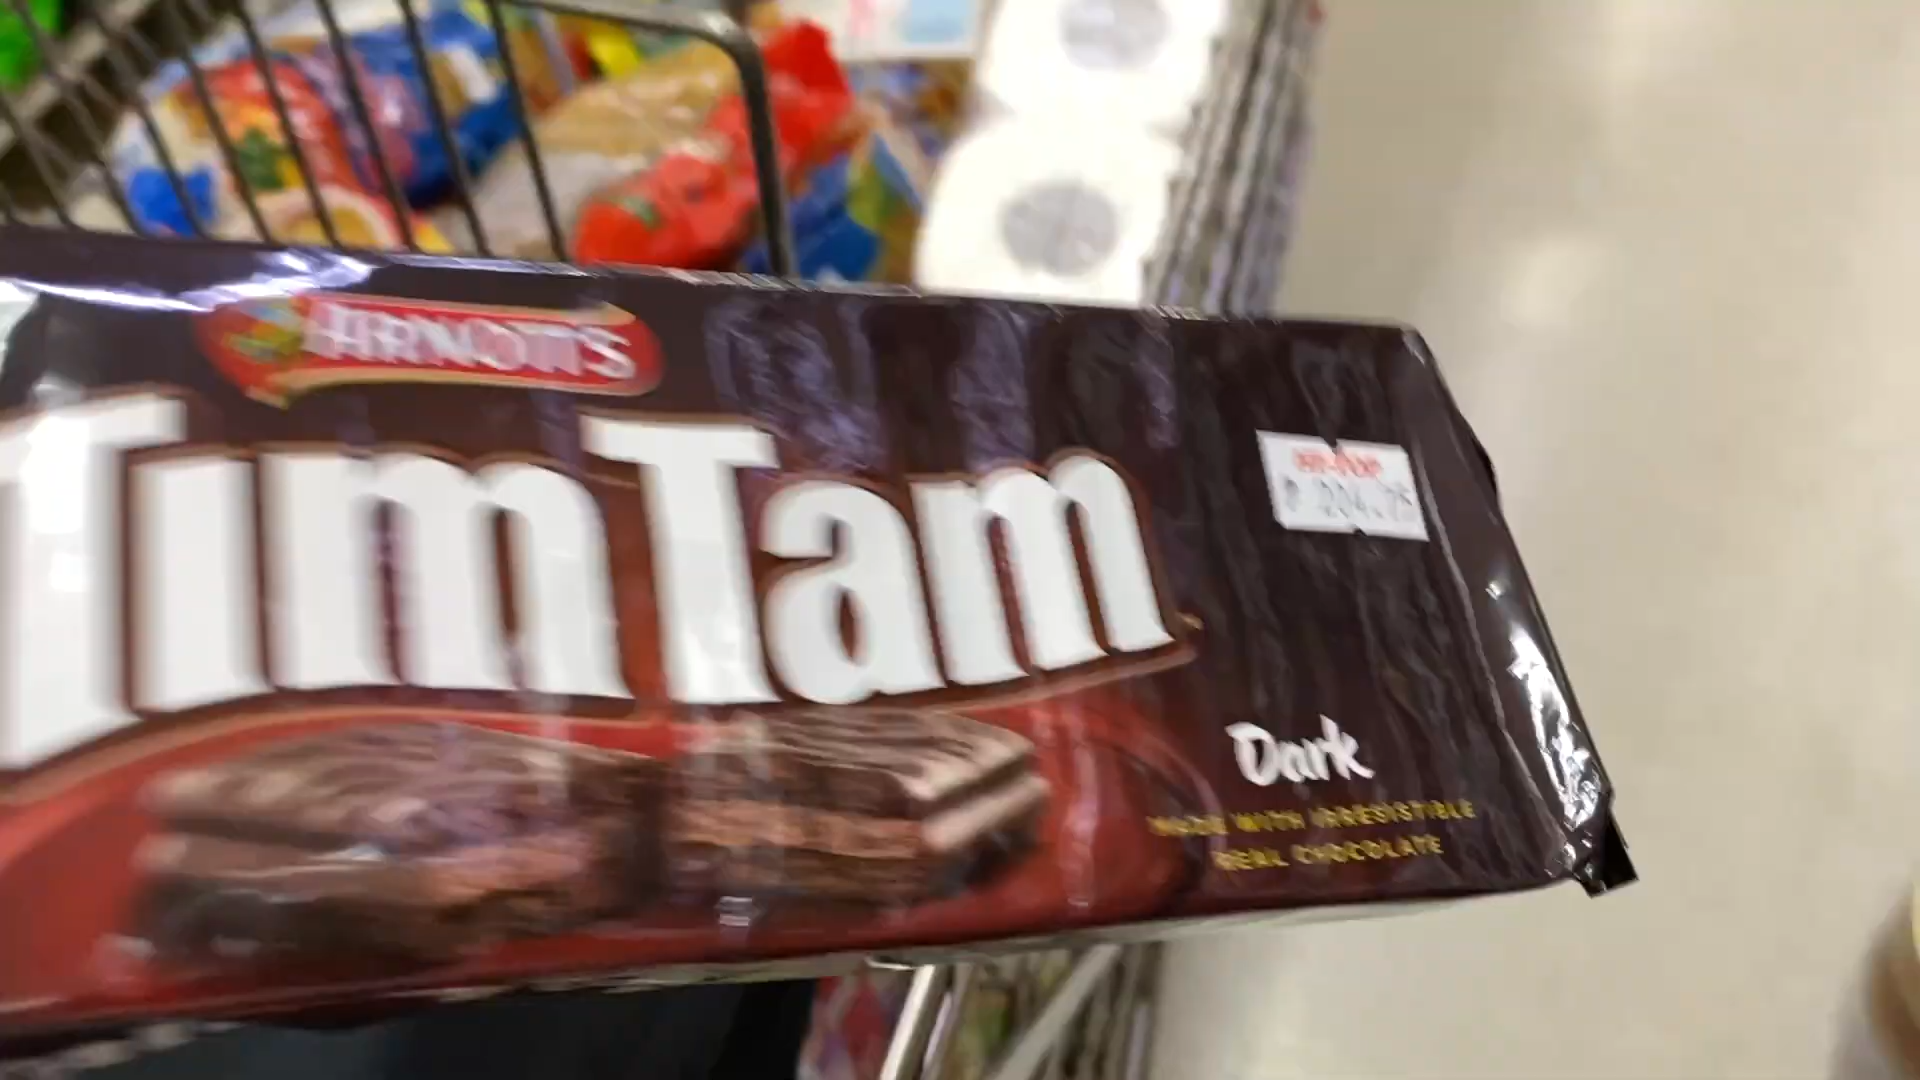 ARNOTT'S
TimTam
Dark
MADE WITH IRRESISTIBLE
REAL CHOCOLATE